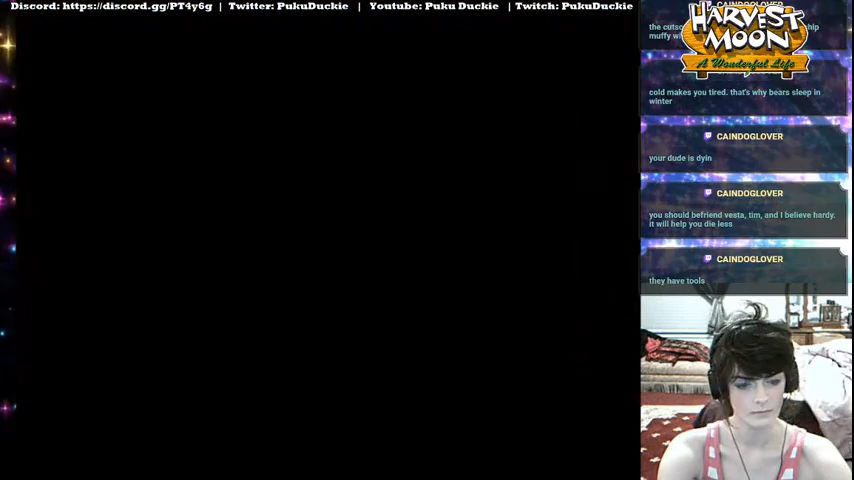 Discord: https://discord.gg/PT4y6g | Twitter: PukuDuckie | Youtube: Puku Duckie | Twitch: PukuDuckie
HARVEST
MOON
A Wonderful Life
the
muffy
cold makes you tired. that's why bears sleep in
winter
CAINDOGLOVER
your dude is dyin
CAINDOGLOVER
you should befriend vesta, tim, and I believe hardy.
it will help you die less
CAINDOGLOVER
they have tools